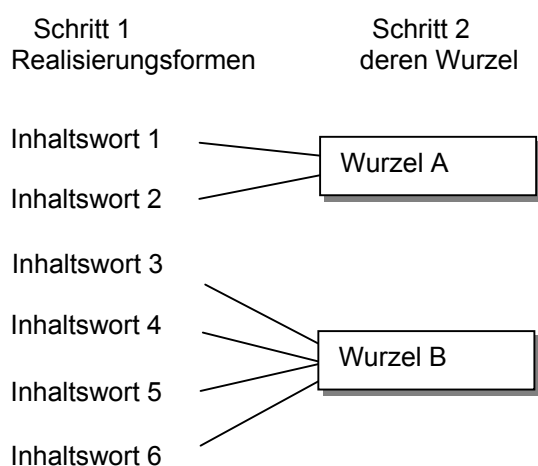 Schritt 1
Realisierungsformen
Schritt 2
deren Wurzel
Inhaltswort 1
Inhaltswort 2
Wurzel A
Inhaltswort 3
Inhaltswort 4
Inhaltswort 5
Inhaltswort 6
Wurzel B